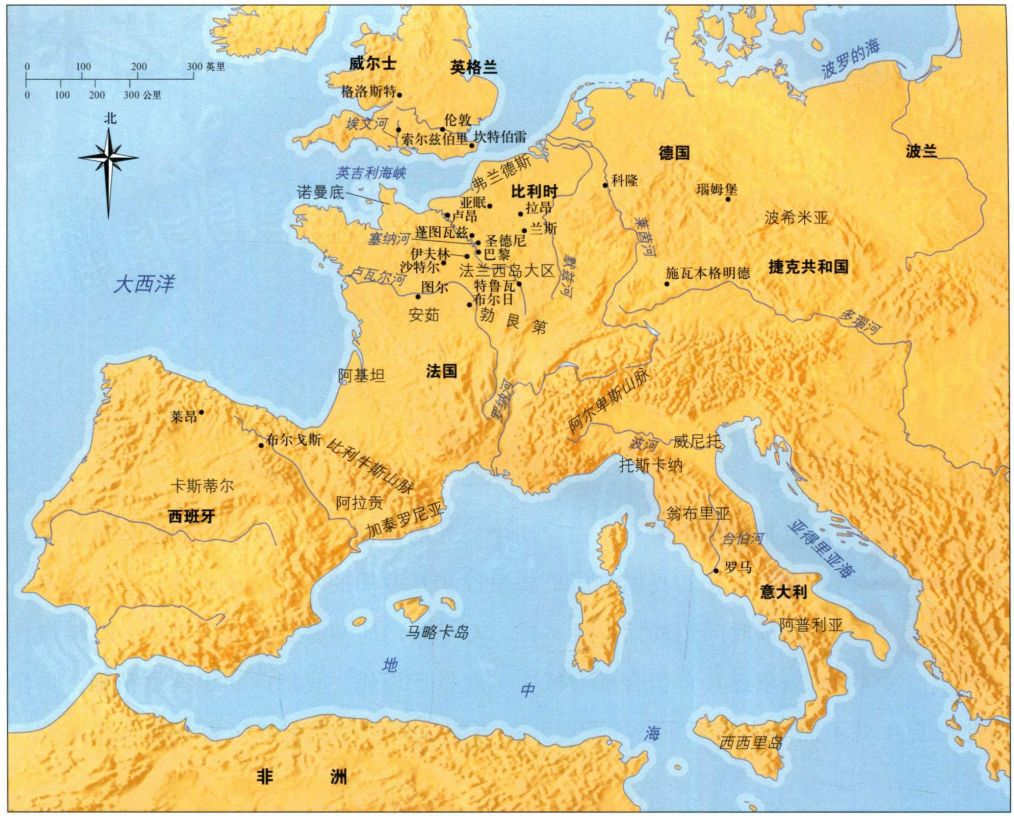 波罗的海
威尔士
英格兰
0 100 200 300 英里
0 100 200 300 公里
格洛斯特
北
埃文河
伦敦
索尔兹伯里
坎特伯雷
波兰
德国
英吉利海峡
弗兰德斯
诺曼底
比利时
科隆
瑞姆堡
亚眠
拉昂
卢昂
波希米亚
兰斯
蓬图瓦兹
塞纳河
圣德尼
莱茵河
伊夫林
巴黎
沙特尔
法兰西岛大区
捷克共和国
施瓦本格明德
卢瓦尔河
默兹河
大西洋
特鲁瓦
图尔
布尔日
安茹
勃艮第
多瑙河
法国
阿基坦
罗纳河
阿尔卑斯山脉
莱昂
布尔戈斯
波河
威尼托
比利牛斯山脉
托斯卡纳
卡斯蒂尔
阿拉贡
西班牙
加泰罗尼亚
翁布里亚
亚得里亚海
台伯河
罗马
意大利
马略卡岛
阿普利亚
地中海
西西里岛
非洲